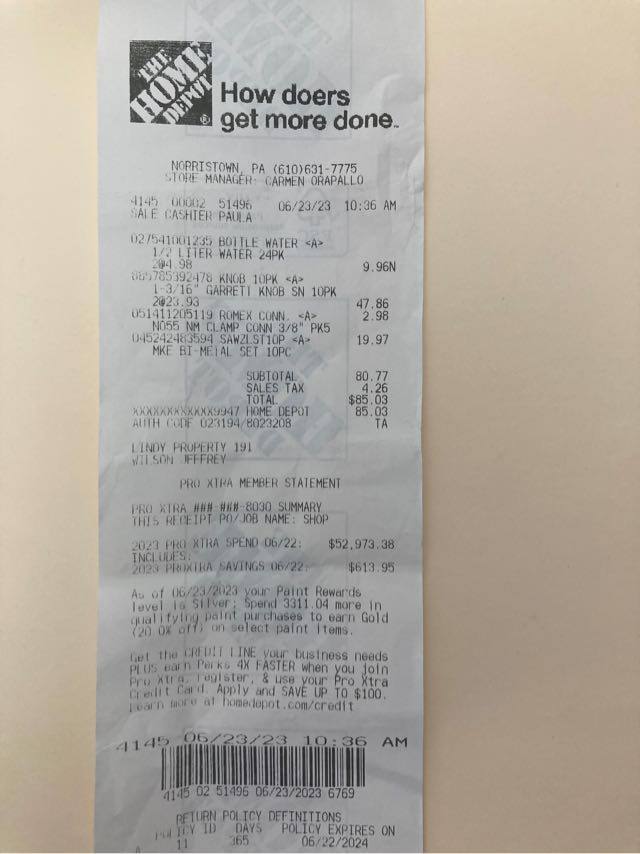 THE
HOME
DEPOT
®
How doers
get more done™
NORRISTOWN, PA (610)631-7775
STORE MANAGER: CARMEN ORAPALLO
4145 00002 51496 06/23/23 10:36 AM
SALE CASHIER PAULA
027541001235 BOTTLE WATER <A>
1/2 LITER WATER 24PK
2@4.98 9.96N
885785392478 KNOB 10PK <A>
1-3/16" GARRETT KNOB SN 10PK
2@23.93 47.86
051411205119 ROMEX CONN. <A> 2.98
NO55 NM CLAMP CONN 3/8" PK5
045242483594 SAWZLST10P <A> 19.97
MKE BI-METAL SET 10PC
SUBTOTAL 80.77
SALES TAX 4.26
TOTAL $85.03
XXXXXXXXXXXX9947 HOME DEPOT 85.03
AUTH CODE 023194/8023208 TA
LINDY PROPERTY 191
WILSON JEFFREY
PRO XTRA MEMBER STATEMENT
PRO XTRA ###-###-8030 SUMMARY
THIS RECEIPT PO/JOB NAME: SHOP
2023 PRO XTRA SPEND 06/22: $52,973.38
INCLUDES:
2023 PROXTRA SAVINGS 06/22: $613.95
As of 06/23/2023 your Paint Rewards
level is Silver; Spend 3311.04 more in
qualifying paint purchases to earn Gold
(20.0% off) on select paint items.
Get the CREDIT LINE your business needs
PLUS earn Perks 4X FASTER when you join
Pro Xtra, register, & use your Pro Xtra
Credit Card. Apply and SAVE UP TO $100.
Learn more at homedepot.com/credit
4145 06/23/23 10:36 AM
4145 02 51496 06/23/2023 6769
RETURN POLICY DEFINITIONS
POLICY ID DAYS POLICY EXPIRES ON
A 11 365 06/22/2024